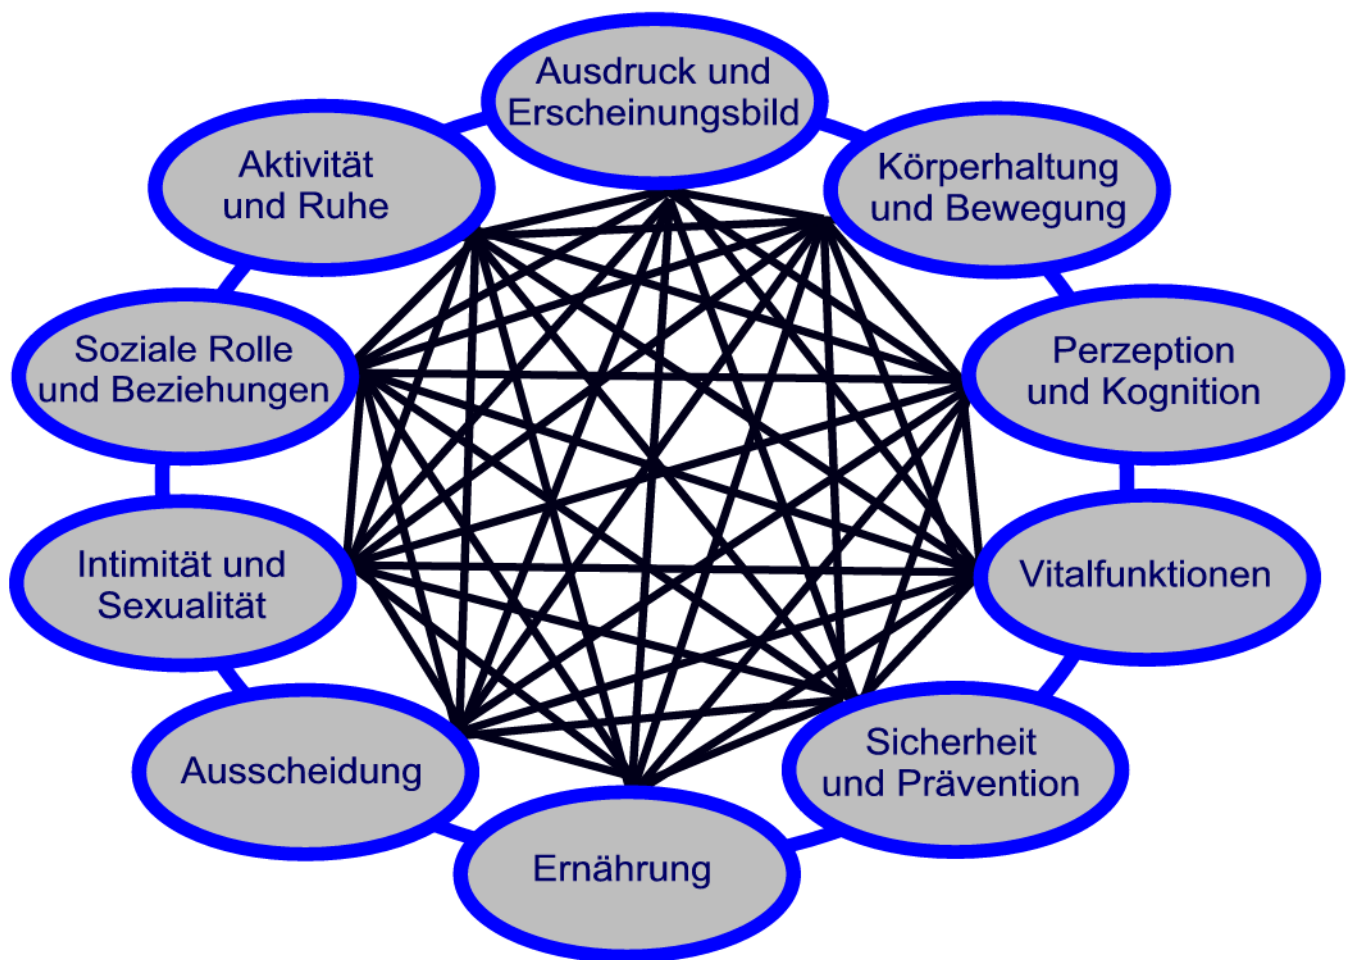 Ausdruck und
Erscheinungsbild
Aktivität
und Ruhe
Körperhaltung
und Bewegung
Soziale Rolle
und Beziehungen
Perzeption
und Kognition
Intimität und
Sexualität
Vitalfunktionen
Ausscheidung
Sicherheit
und Prävention
Ernährung